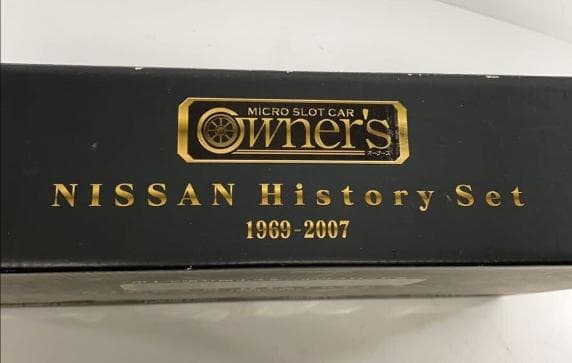 MICRO SLOT CAR
Owner's
オーナーズ
NISSAN History Set
1969-2007